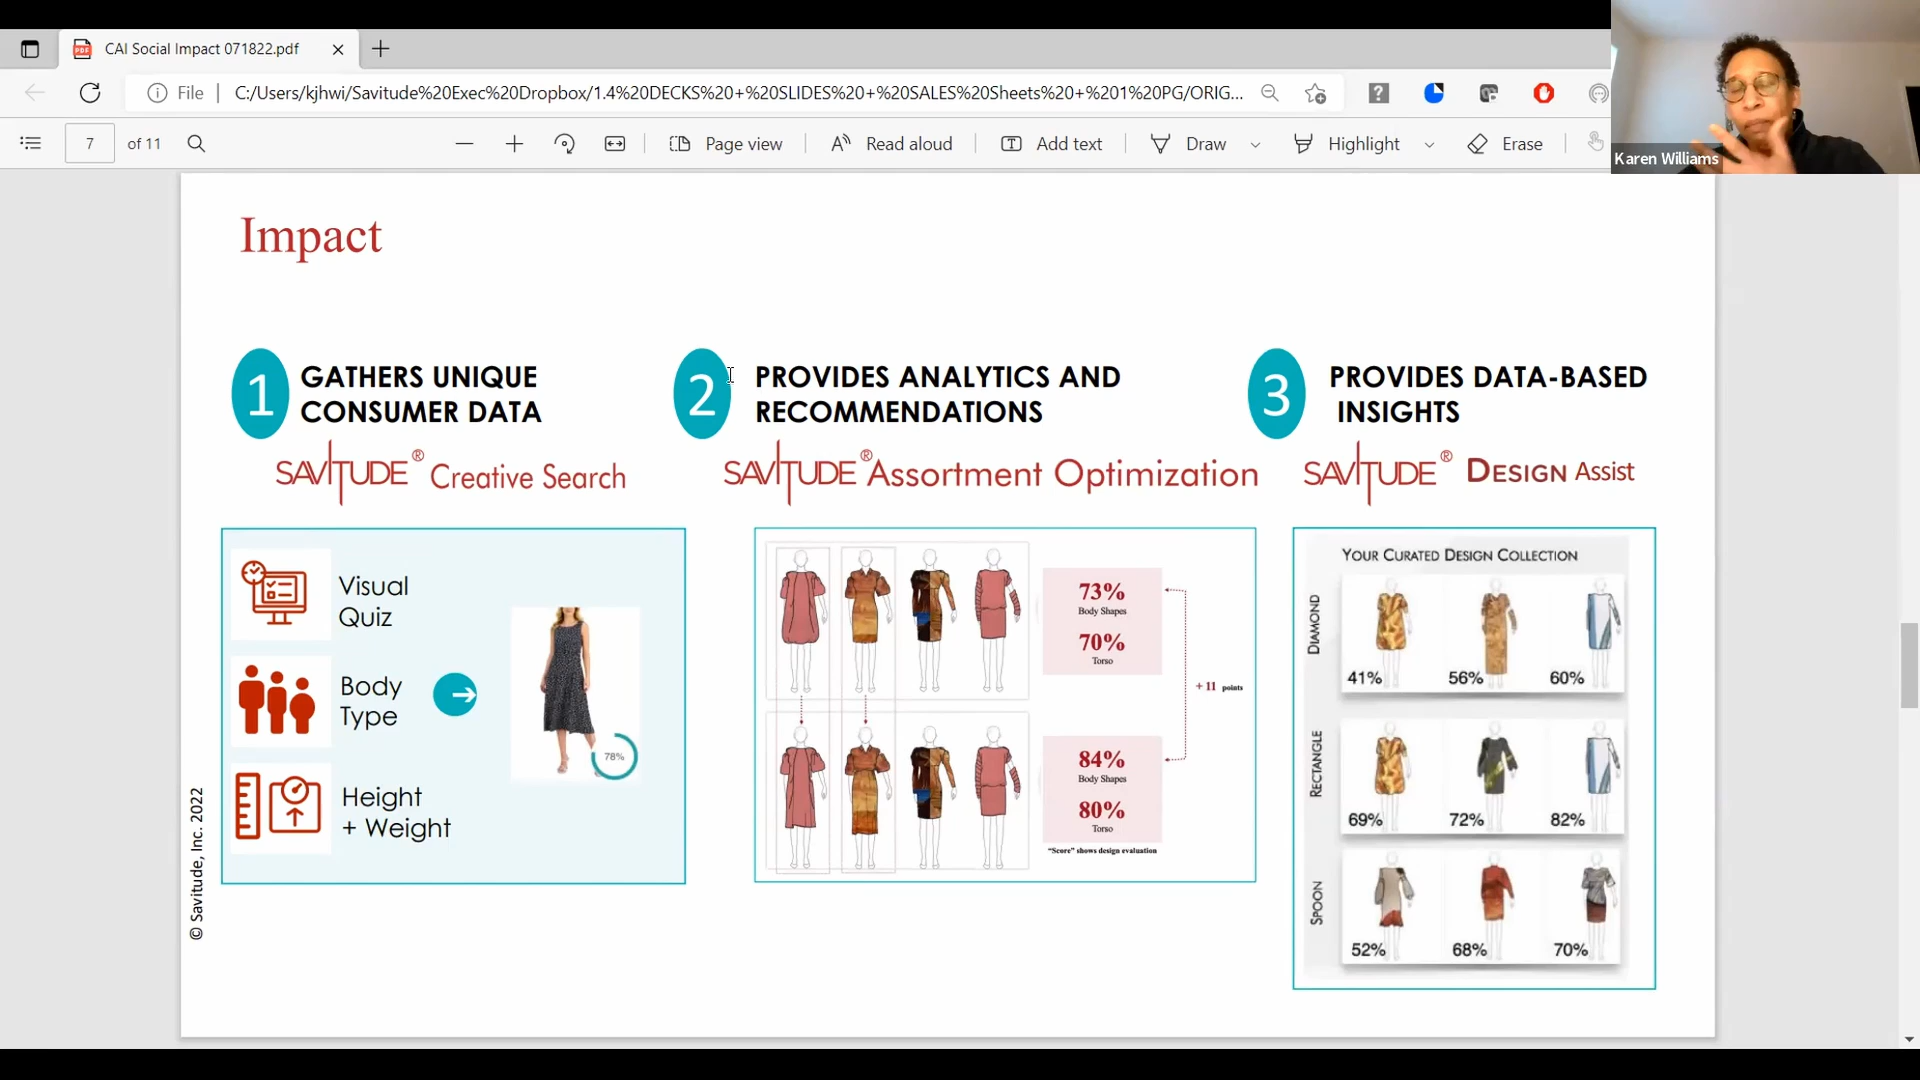 CAI Social Impact 071822.pdf
File
C:/Users/kjhwi/Savitude%20Exec%20Dropbox/1.4%20DECKS%20+%20SLIDES%20+%20SALES%20Sheets%20+%201%20PG/ORIG...
7 of 11
Page view
Read aloud
Add text
Draw
Highlight
Erase
Karen Williams
Impact
1 GATHERS UNIQUE
CONSUMER DATA
SAVITUDE® Creative Search
Visual
Quiz
Body
Type
Height
+ Weight
78%
2 PROVIDES ANALYTICS AND
RECOMMENDATIONS
SAVITUDE® Assortment Optimization
73%
Body Shapes
70%
Torso
+ 11 points
84%
Body Shapes
80%
Torso
"Score" shows design evaluation
3 PROVIDES DATA-BASED
INSIGHTS
SAVITUDE® DESIGN Assist
YOUR CURATED DESIGN COLLECTION
DIAMOND
41% 56% 60%
RECTANGLE
69% 72% 82%
SPOON
52% 68% 70%
© Savitude, Inc. 2022